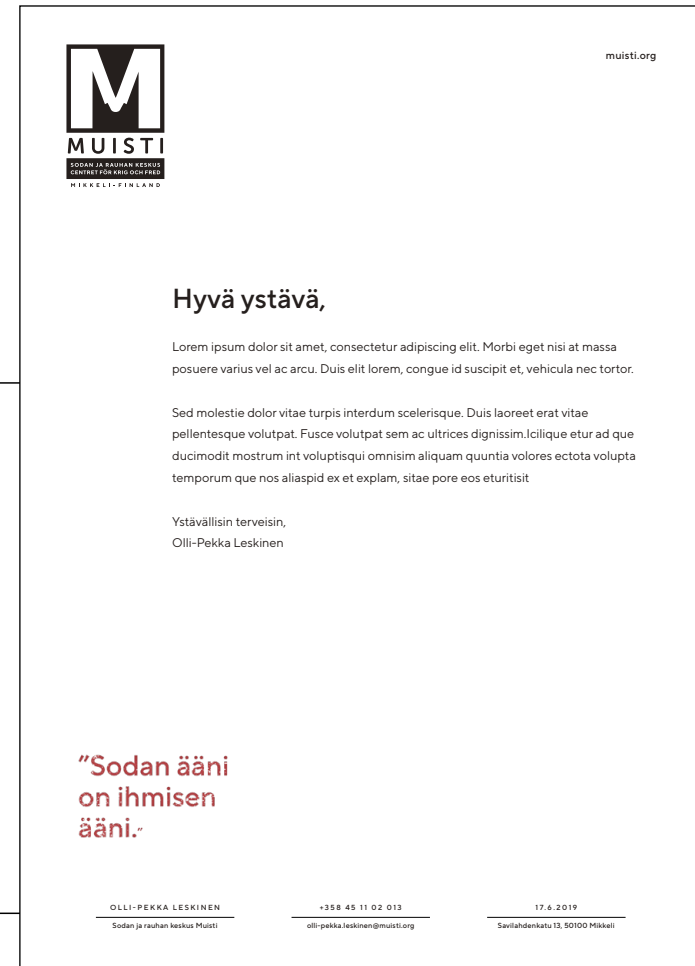 muisti.org
M
MUISTI
SODAN JA RAUHAN KESKUS
CENTRET FÖR KRIG OCH FRED
MIKKELI-FINLAND
Hyvä ystävä,
Lorem ipsum dolor sit amet, consectetur adipiscing elit. Morbi eget nisi at massa
posuere varius vel ac arcu. Duis elit lorem, congue id suscipit et, vehicula nec tortor.
Sed molestie dolor vitae turpis interdum scelerisque. Duis laoreet erat vitae
pellentesque volutpat. Fusce volutpat sem ac ultrices dignissim.Icilique etur ad que
ducimodit mostrum int voluptisqui omnisim aliquam quuntia volores ectota volupta
temporum que nos aliaspid ex et explam, sitae pore eos eturitisit
Ystävällisin terveisin,
Olli-Pekka Leskinen
”Sodan ääni
on ihmisen
ääni.”
OLLI-PEKKA LESKINEN
Sodan ja rauhan keskus Muisti
+358 45 11 02 013
olli-pekka.leskinen@muisti.org
17.6.2019
Savilahdenkatu 13, 50100 Mikkeli